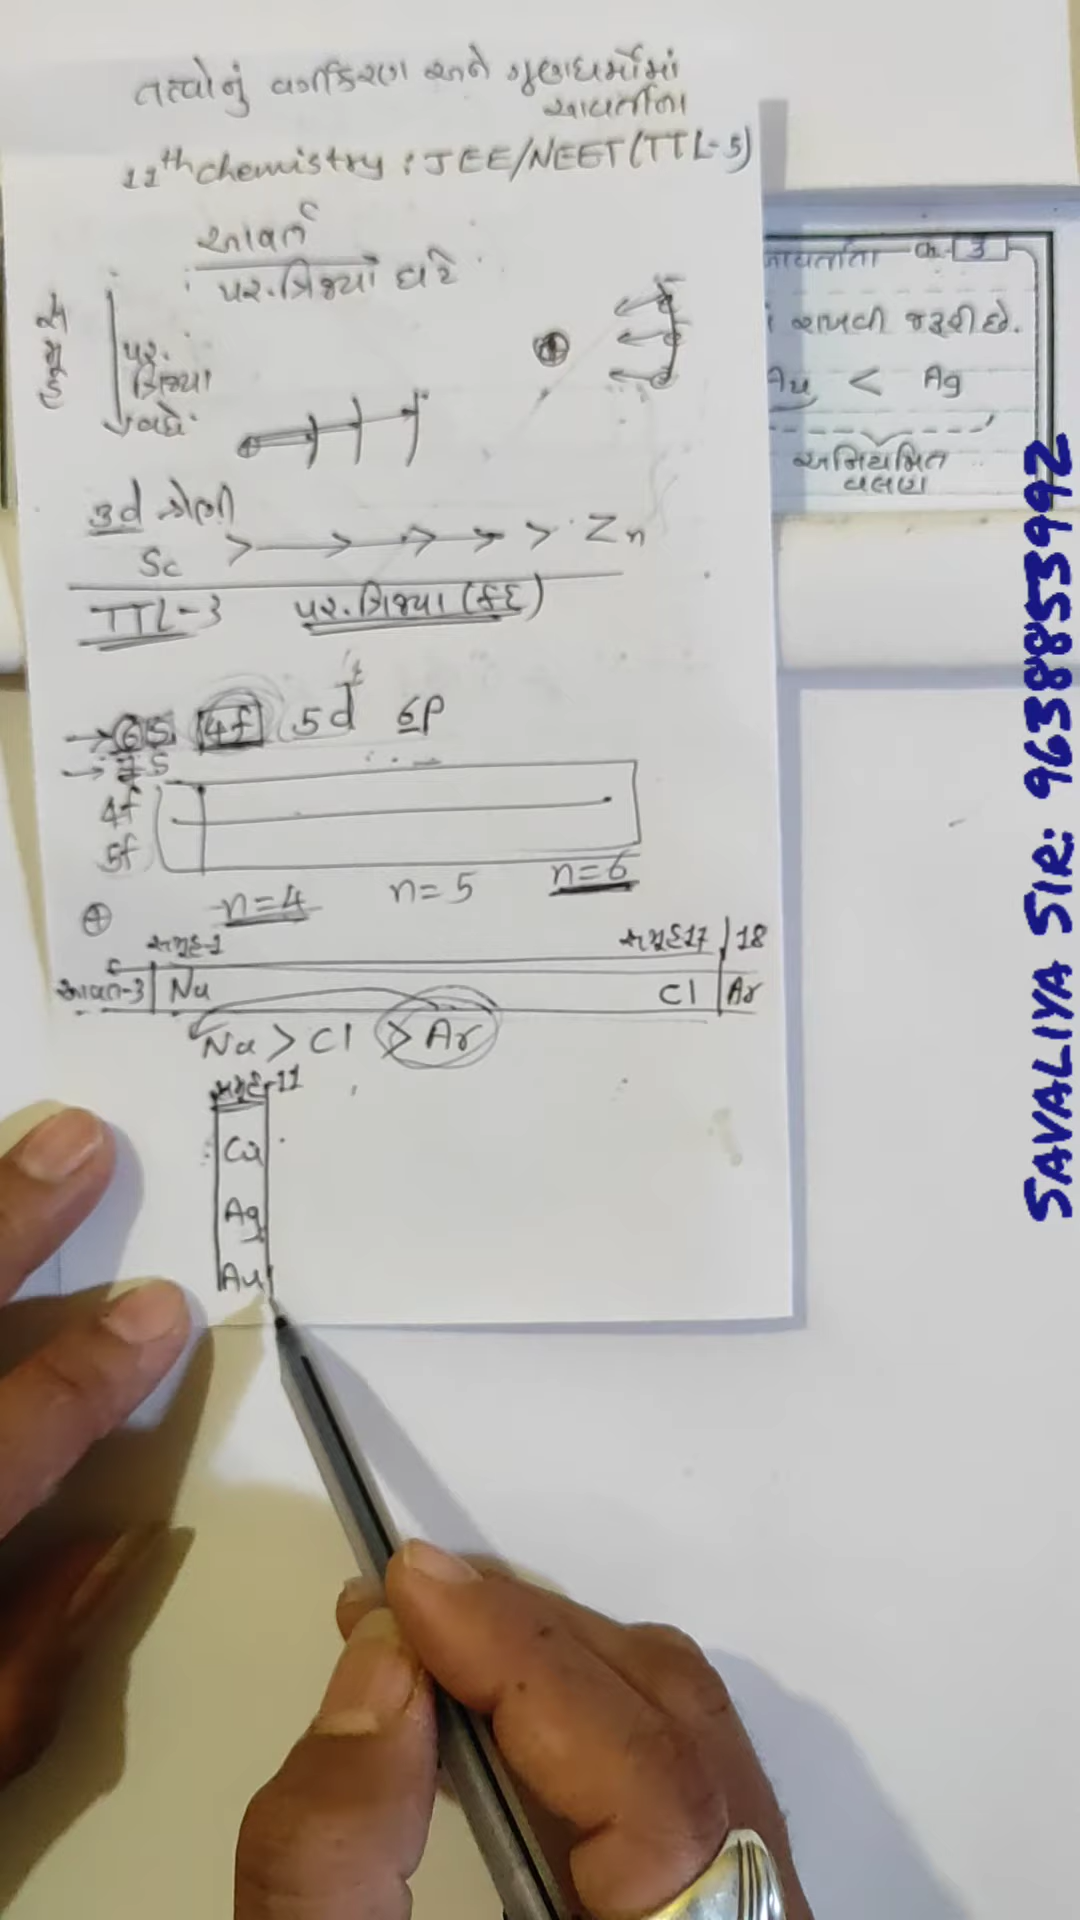 તત્વોનું વર્ગીકરણ અને ગુણધર્મોમાં
આવર્તીતા
11th chemistry : JEE/NEET (TTL-5)
આવર્ત
પર.ત્રિજ્યા ઘટે
સમૂહ
પર.
ત્રિજ્યા
વધે
3d શ્રેણી
Sc > > > > > Zn
TTL-3 પર.ત્રિજ્યા (કદ)
6s 4f 5d 6p
7s
4f
5f
n=4 n=5 n=6
સમૂહ-1 સમૂહ17 18
આવર્ત-3 Na Cl Ar
Na > Cl > Ar
સમૂહ-11
Cu
Ag
Au
3
રાખવી જરૂરી છે.
Au < Ag
અનિયમિત
વલણ
SAVALIYA SIR: 9638853992